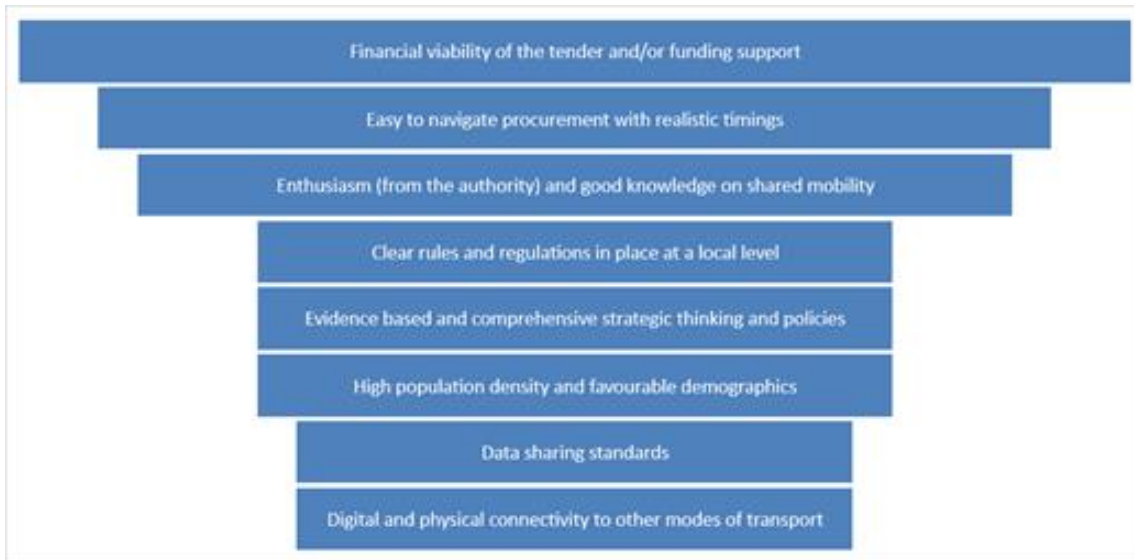 Financial viability of the tender and/or funding support
Easy to navigate procurement with realistic timings
Enthusiasm (from the authority) and good knowledge on shared mobility
Clear rules and regulations in place at a local level
Evidence based and comprehensive strategic thinking and policies
High population density and favourable demographics
Data sharing standards
Digital and physical connectivity to other modes of transport